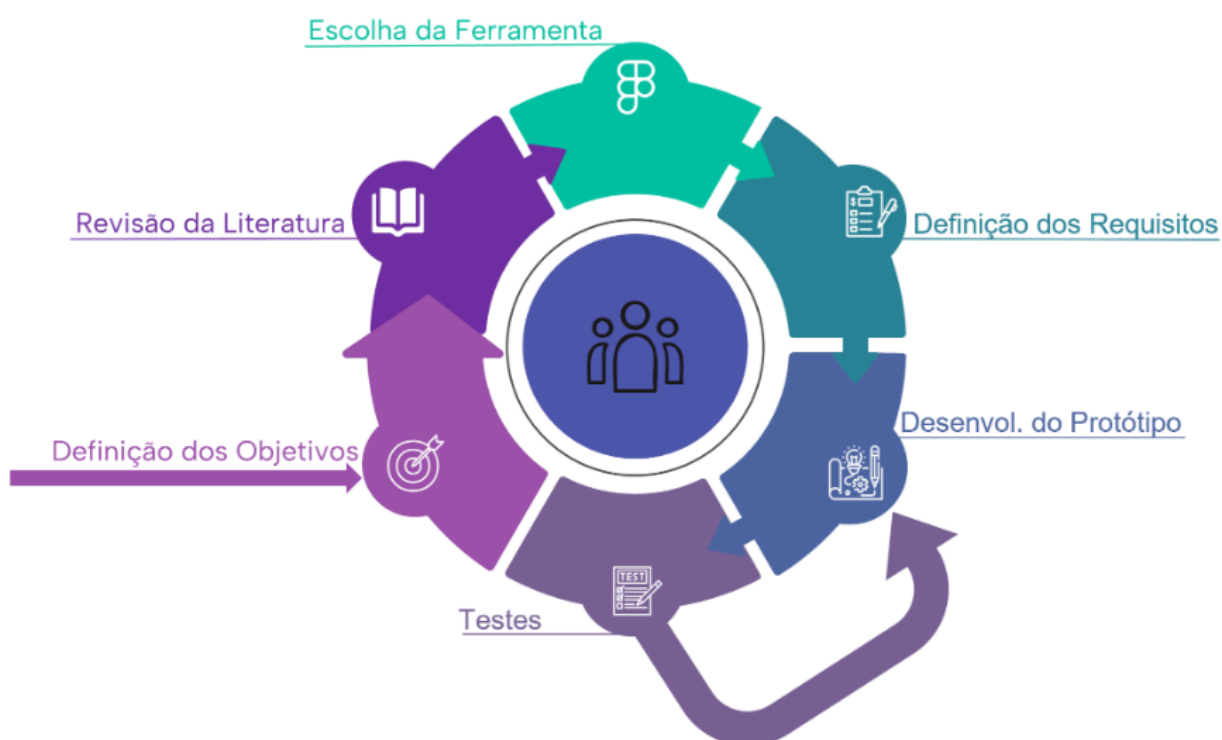 Escolha da Ferramenta
Revisão da Literatura
Definição dos Requisitos
Definição dos Objetivos
Desenvol. do Protótipo
TEST
Testes
$